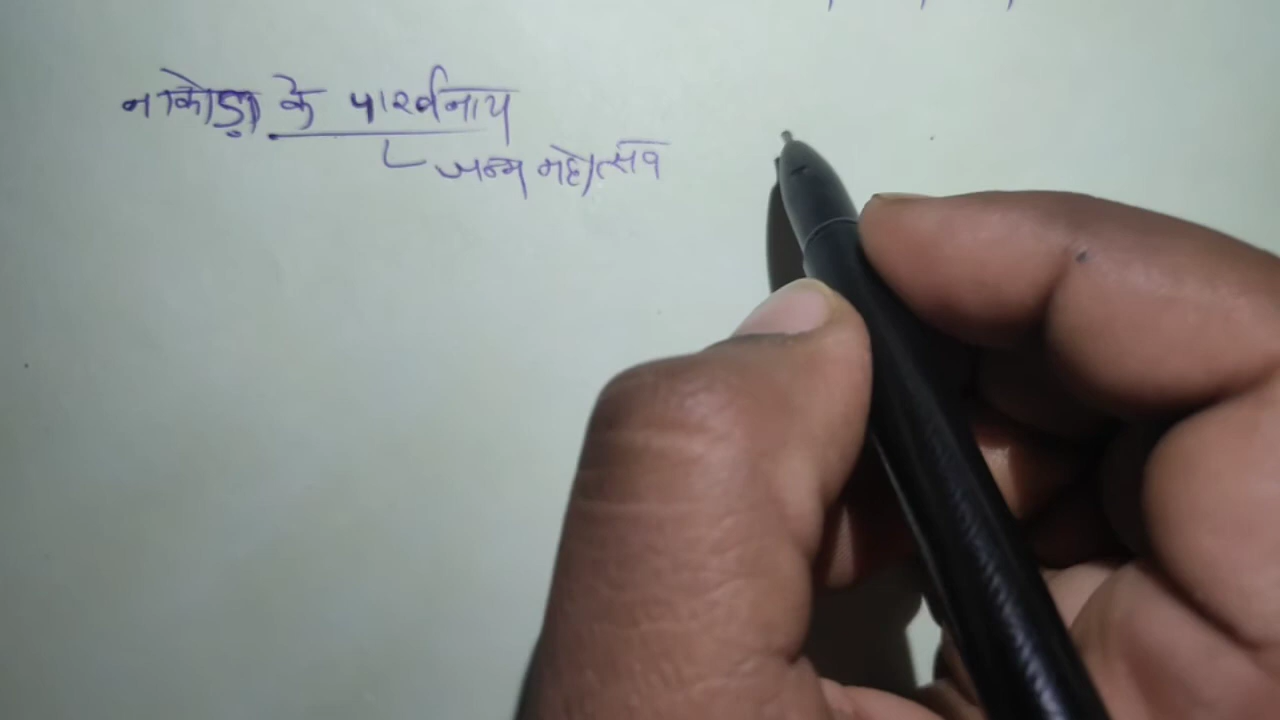 नाकोड़ा के पार्श्वनाथ
जन्म महोत्सव